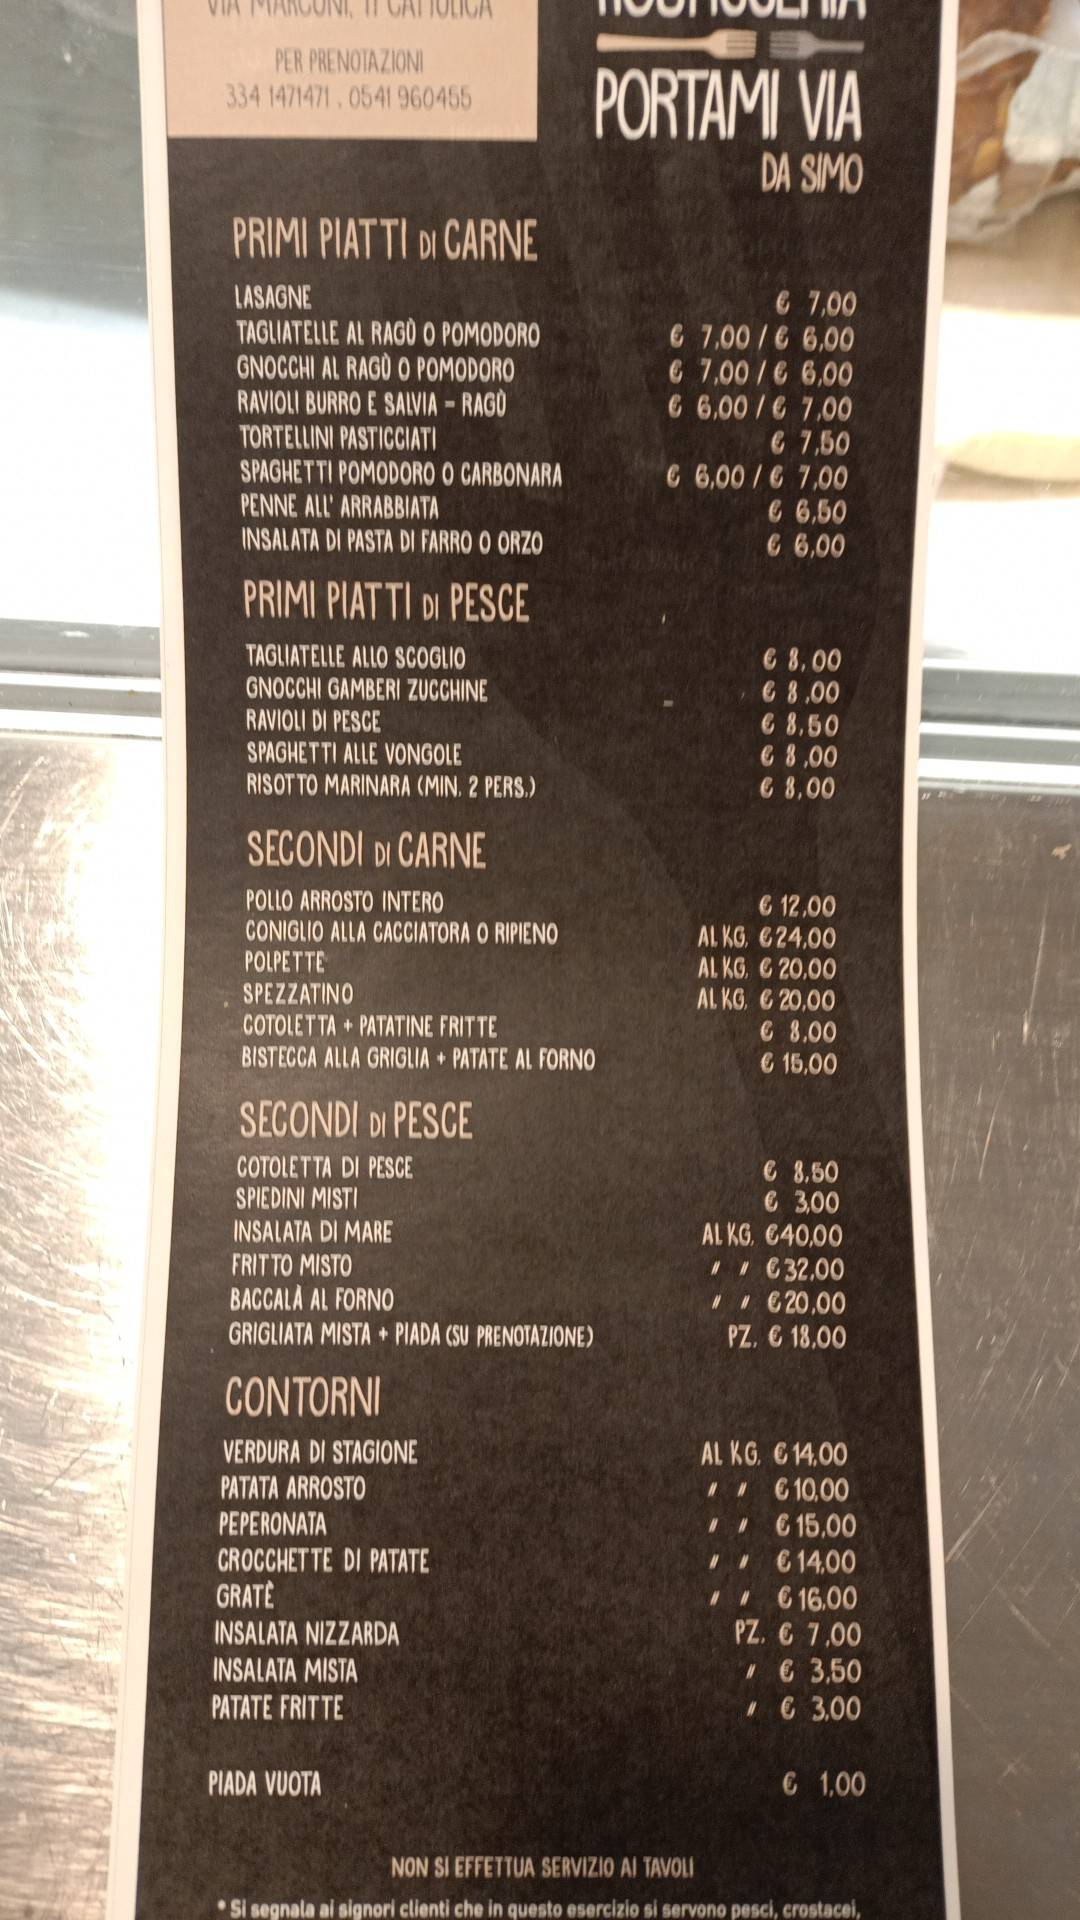 VIA MARCONI, 11 CATTOLICA
PER PRENOTAZIONI
334 1471471 . 0541 960455
ROSTICCERIA
PORTAMI VIA
DA SIMO
PRIMI PIATTI DI CARNE
LASAGNE € 7,00
TAGLIATELLE AL RAGÙ O POMODORO € 7,00 / € 6,00
GNOCCHI AL RAGÙ O POMODORO € 7,00 / € 6,00
RAVIOLI BURRO E SALVIA - RAGÙ € 6,00 / € 7,00
TORTELLINI PASTICCIATI € 7,50
SPAGHETTI POMODORO O CARBONARA € 6,00 / € 7,00
PENNE ALL' ARRABBIATA € 6,50
INSALATA DI PASTA DI FARRO O ORZO € 6,00
PRIMI PIATTI DI PESCE
TAGLIATELLE ALLO SCOGLIO € 8,00
GNOCCHI GAMBERI ZUCCHINE € 8,00
RAVIOLI DI PESCE € 8,50
SPAGHETTI ALLE VONGOLE € 8,00
RISOTTO MARINARA (MIN. 2 PERS.) € 8,00
SECONDI DI CARNE
POLLO ARROSTO INTERO € 12,00
CONIGLIO ALLA CACCIATORA O RIPIENO AL KG. € 24,00
POLPETTE AL KG. € 20,00
SPEZZATINO AL KG. € 20,00
COTOLETTA + PATATINE FRITTE € 8,00
BISTECCA ALLA GRIGLIA + PATATE AL FORNO € 15,00
SECONDI DI PESCE
COTOLETTA DI PESCE € 8,50
SPIEDINI MISTI € 3,00
INSALATA DI MARE AL KG. € 40,00
FRITTO MISTO " " € 32,00
BACCALÀ AL FORNO " " € 20,00
GRIGLIATA MISTA + PIADA (SU PRENOTAZIONE) PZ. € 18,00
CONTORNI
VERDURA DI STAGIONE AL KG. € 14,00
PATATA ARROSTO " " € 10,00
PEPERONATA " " € 15,00
CROCCHETTE DI PATATE " " € 14,00
GRATÈ " " € 16,00
INSALATA NIZZARDA PZ. € 7,00
INSALATA MISTA " € 3,50
PATATE FRITTE " € 3,00
PIADA VUOTA € 1,00
NON SI EFFETTUA SERVIZIO AI TAVOLI
* Si segnala ai signori clienti che in questo esercizio si servono pesci, crostacei,